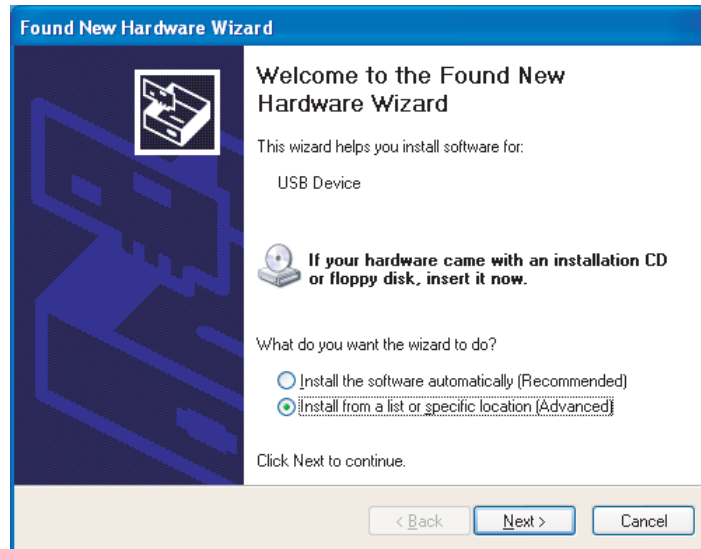 Found New Hardware Wizard
Welcome to the Found New
Hardware Wizard
This wizard helps you install software for:
USB Device
If your hardware came with an installation CD
or floppy disk, insert it now.
What do you want the wizard to do?
Install the software automatically (Recommended)
Install from a list or specific location (Advanced)
Click Next to continue.
< Back Next > Cancel